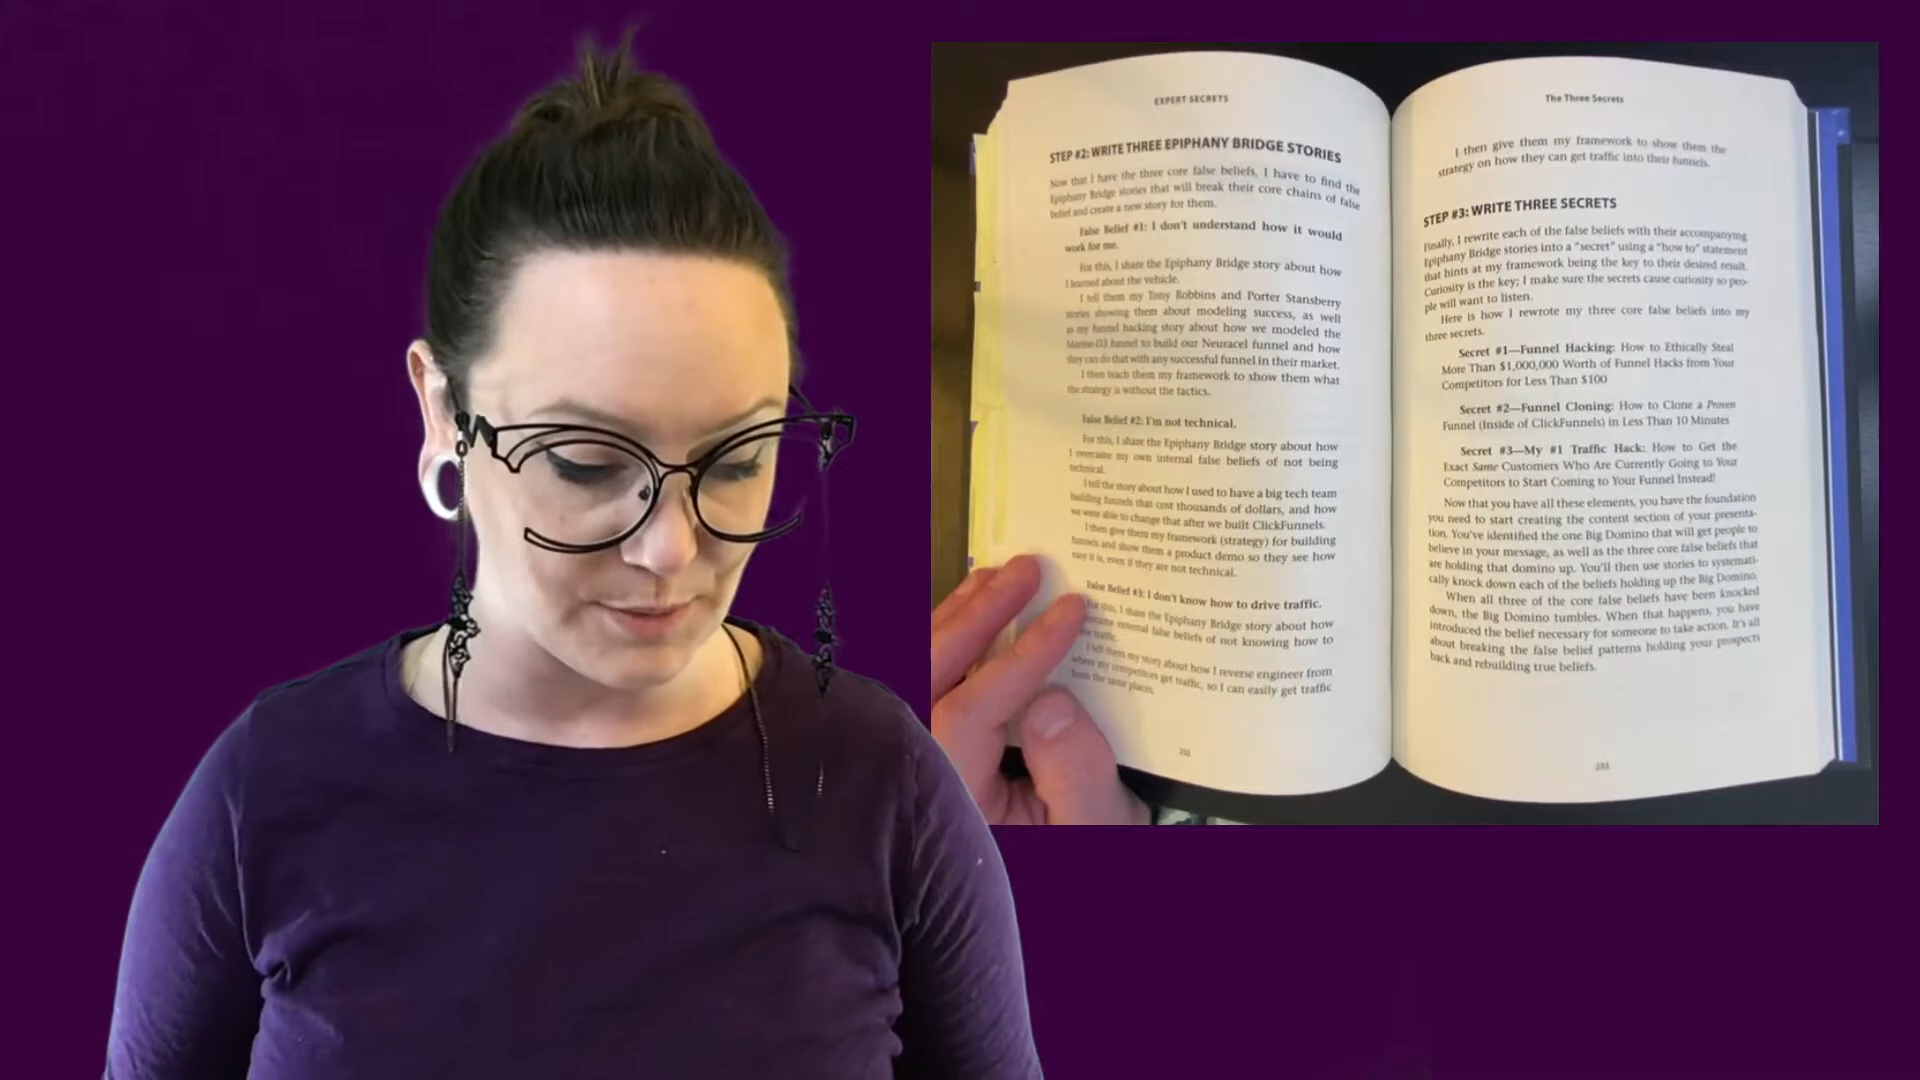 EXPERT SECRETS
STEP #2: WRITE THREE EPIPHANY BRIDGE STORIES
Now that I have the three core false beliefs, I have to find the
Epiphany Bridge stories that will break their core chains of false
belief and create a new story for them.
False Belief #1: I don't understand how it would
work for me.
For this, I share the Epiphany Bridge story about how
I learned about the vehicle.
I tell them my Tony Robbins and Porter Stansberry
stories showing them about modeling success, as well
as my funnel hacking story about how we modeled the
Marine-D3 funnel to build our Neuracel funnel and how
they can do that with any successful funnel in their market.
I then teach them my framework to show them what
the strategy is without the tactics.
False Belief #2: I'm not technical.
For this, I share the Epiphany Bridge story about how
I overcame my own internal false beliefs of not being
technical.
I tell the story about how I used to have a big tech team
building funnels that cost thousands of dollars, and how
we were able to change that after we built ClickFunnels.
I then give them my framework (strategy) for building
funnels and show them a product demo so they see how
easy it is, even if they are not technical.
False Belief #3: I don't know how to drive traffic.
For this, I share the Epiphany Bridge story about how
external false beliefs of not knowing how to
traffic.
I tell them my story about how I reverse engineer from
where my competitors get traffic, so I can easily get traffic
from the same places.
232
The Three Secrets
I then give them my framework to show them the
strategy on how they can get traffic into their funnels.
STEP #3: WRITE THREE SECRETS
Finally, I rewrite each of the false beliefs with their accompanying
Epiphany Bridge stories into a "secret" using a "how to" statement
that hints at my framework being the key to their desired result.
Curiosity is the key; I make sure the secrets cause curiosity so peo-
ple will want to listen.
Here is how I rewrote my three core false beliefs into my
three secrets.
Secret #1—Funnel Hacking: How to Ethically Steal
More Than $1,000,000 Worth of Funnel Hacks from Your
Competitors for Less Than $100
Secret #2—Funnel Cloning: How to Clone a Proven
Funnel (Inside of ClickFunnels) in Less Than 10 Minutes
Secret #3—My #1 Traffic Hack: How to Get the
Exact Same Customers Who Are Currently Going to Your
Competitors to Start Coming to Your Funnel Instead!
Now that you have all these elements, you have the foundation
you need to start creating the content section of your presenta-
tion. You've identified the one Big Domino that will get people to
believe in your message, as well as the three core false beliefs that
are holding that domino up. You'll then use stories to systemati-
cally knock down each of the beliefs holding up the Big Domino.
When all three of the core false beliefs have been knocked
down, the Big Domino tumbles. When that happens, you have
introduced the belief necessary for someone to take action. It's all
about breaking the false belief patterns holding your prospects
back and rebuilding true beliefs.
233